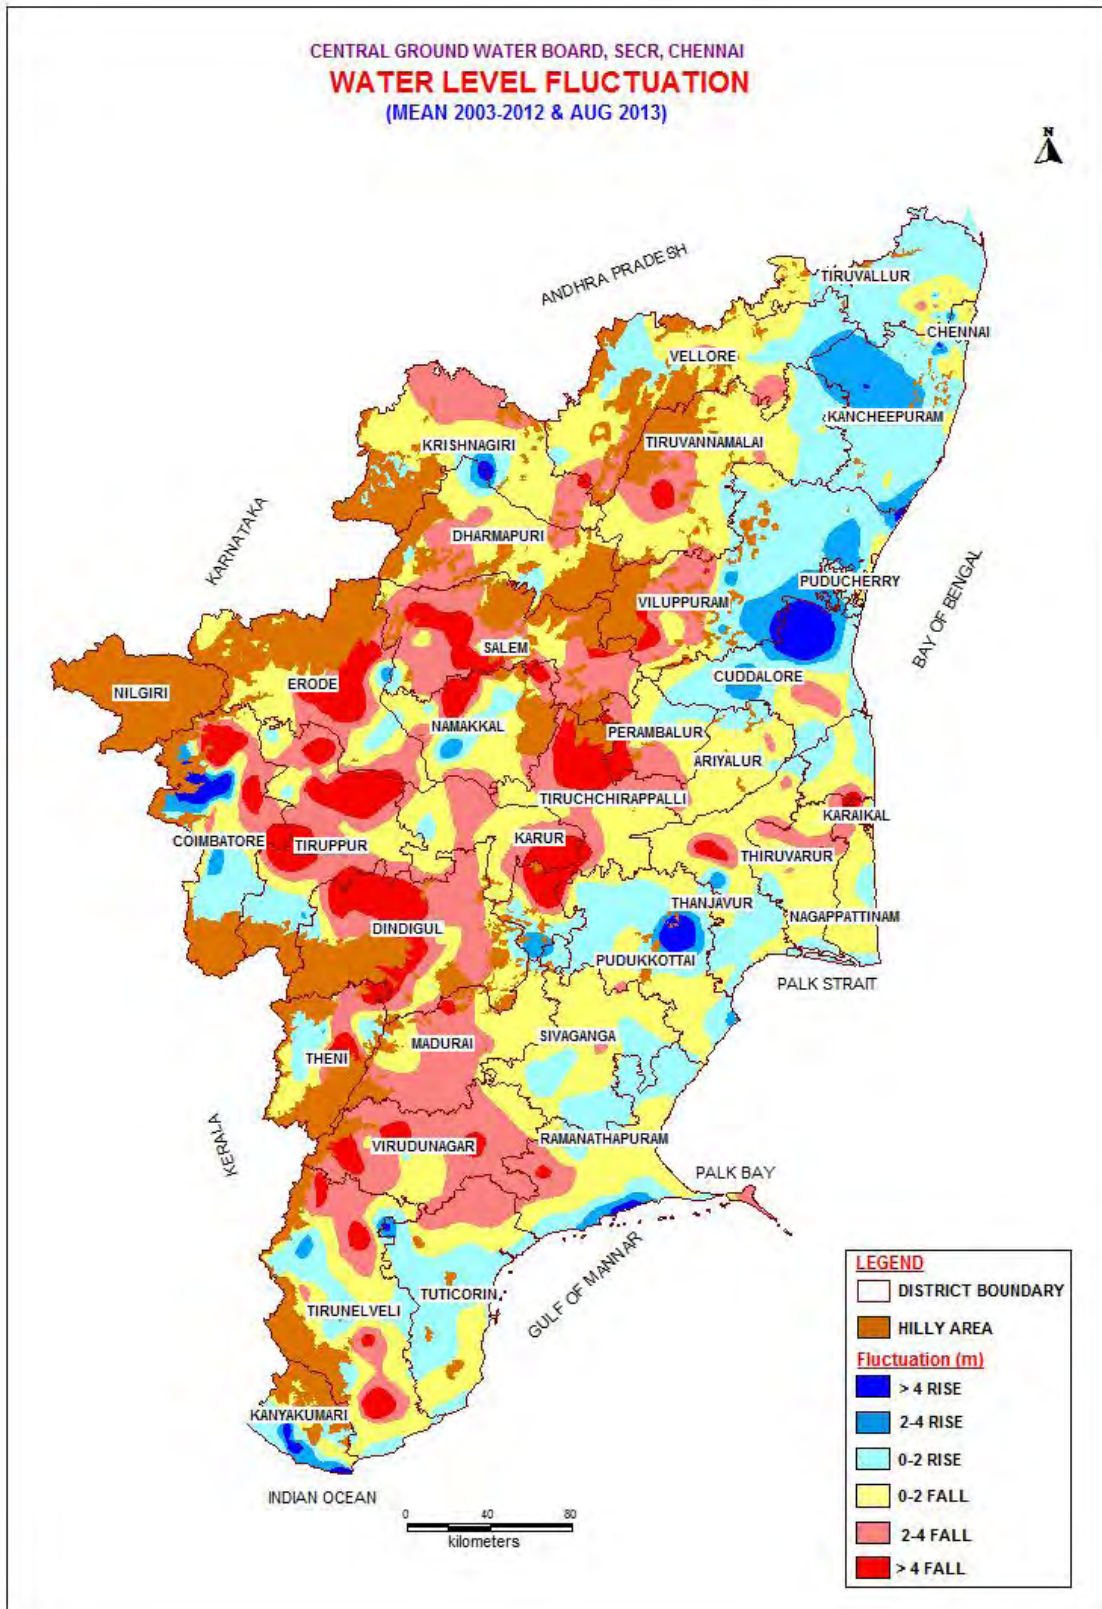 CENTRAL GROUND WATER BOARD, SECR, CHENNAI
WATER LEVEL FLUCTUATION
(MEAN 2003-2012 & AUG 2013)
N
ANDHRA PRADESH
TIRUVALLUR
CHENNAI
VELLORE
KANCHEEPURAM
KRISHNAGIRI
TIRUVANNAMALAI
KARNATAKA
DHARMAPURI
PUDUCHERRY
BAY OF BENGAL
VILUPPURAM
SALEM
CUDDALORE
NILGIRI
ERODE
NAMAKKAL
PERAMBALUR
ARIYALUR
TIRUCHCHIRAPPALLI
KARAIKAL
COIMBATORE
TIRUPPUR
KARUR
THIRUVARUR
THANJAVUR
NAGAPPATTINAM
DINDIGUL
PUDUKKOTTAI
PALK STRAIT
SIVAGANGA
MADURAI
THENI
KERALA
VIRUDUNAGAR
RAMANATHAPURAM
PALK BAY
GULF OF MANNAR
TUTICORIN
TIRUNELVELI
KANYAKUMARI
INDIAN OCEAN
0 40 80
kilometers
LEGEND
DISTRICT BOUNDARY
HILLY AREA
Fluctuation (m)
> 4 RISE
2-4 RISE
0-2 RISE
0-2 FALL
2-4 FALL
> 4 FALL